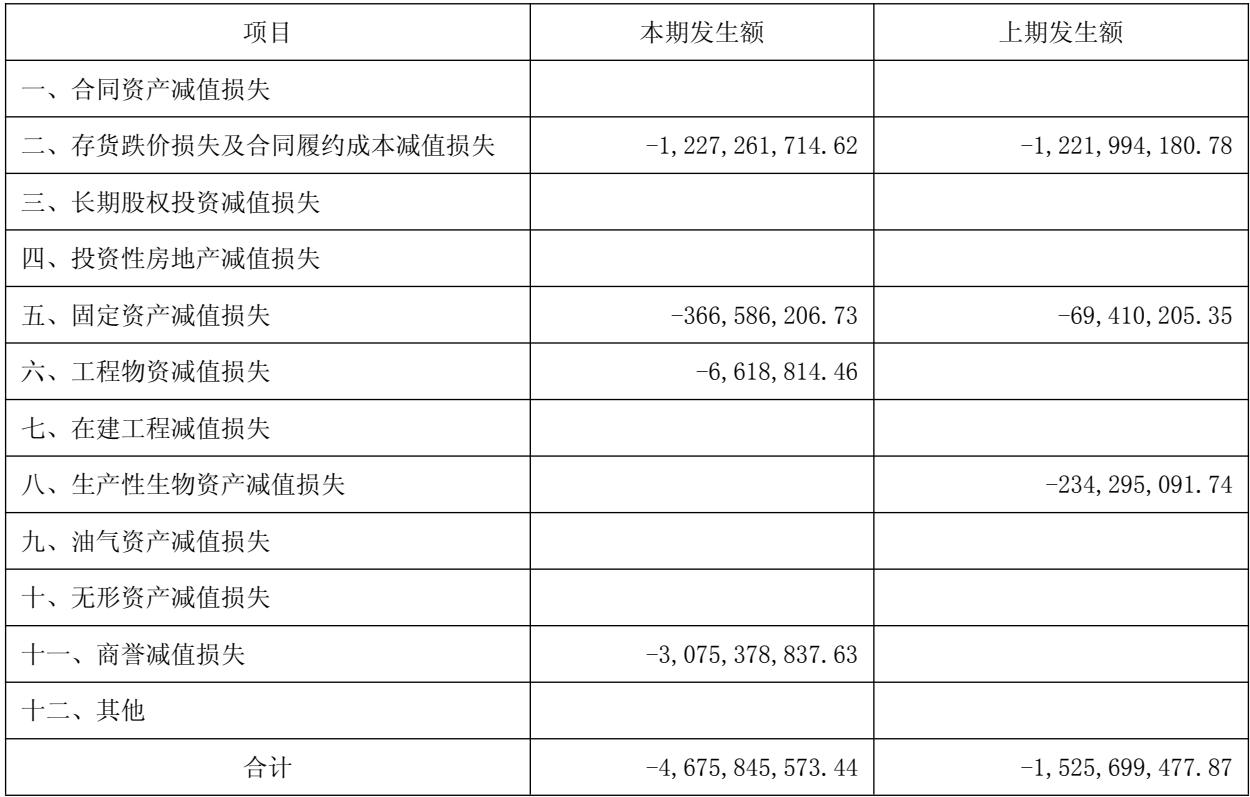 项目 本期发生额 上期发生额
一、合同资产减值损失
二、存货跌价损失及合同履约成本减值损失 -1,227,261,714.62 -1,221,994,180.78
三、长期股权投资减值损失
四、投资性房地产减值损失
五、固定资产减值损失 -366,586,206.73 -69,410,205.35
六、工程物资减值损失 -6,618,814.46
七、在建工程减值损失
八、生产性生物资产减值损失 -234,295,091.74
九、油气资产减值损失
十、无形资产减值损失
十一、商誉减值损失 -3,075,378,837.63
十二、其他
合计 -4,675,845,573.44 -1,525,699,477.87